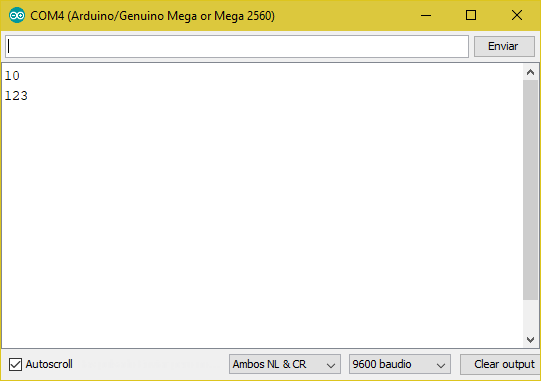 COM4 (Arduino/Genuino Mega or Mega 2560)
Enviar
10
123
Autoscroll
Ambos NL & CR
9600 baudio
Clear output